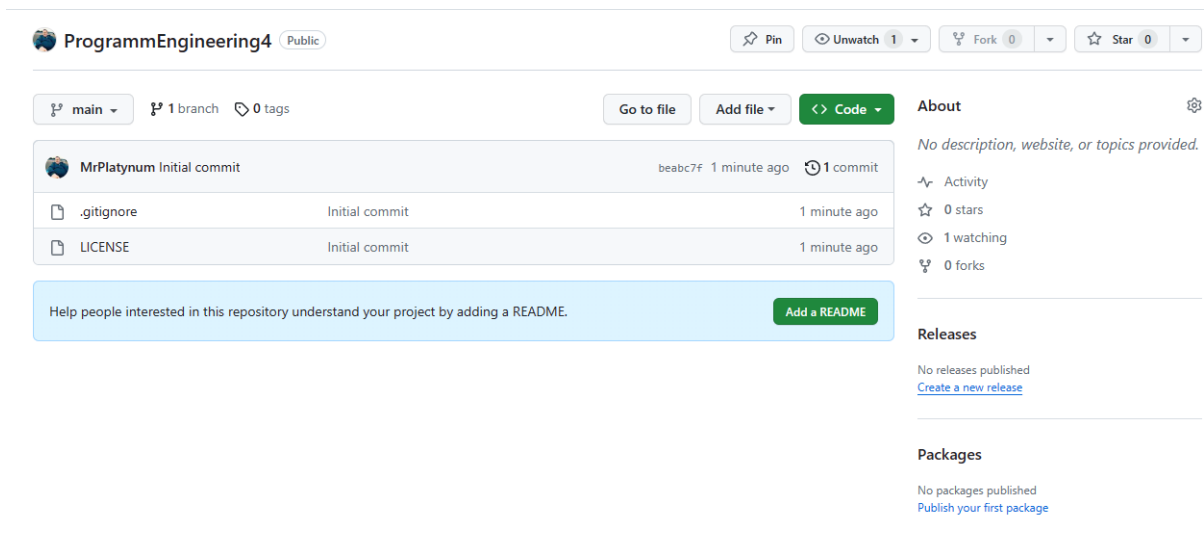 ProgrammEngineering4 Public Pin Unwatch 1 Fork 0 Star 0
main 1 branch 0 tags Go to file Add file Code
MrPlatynum Initial commit beabc7f 1 minute ago 1 commit
.gitignore Initial commit 1 minute ago
LICENSE Initial commit 1 minute ago
Help people interested in this repository understand your project by adding a README. Add a README
About
No description, website, or topics provided.
Activity
0 stars
1 watching
0 forks
Releases
No releases published
Create a new release
Packages
No packages published
Publish your first package